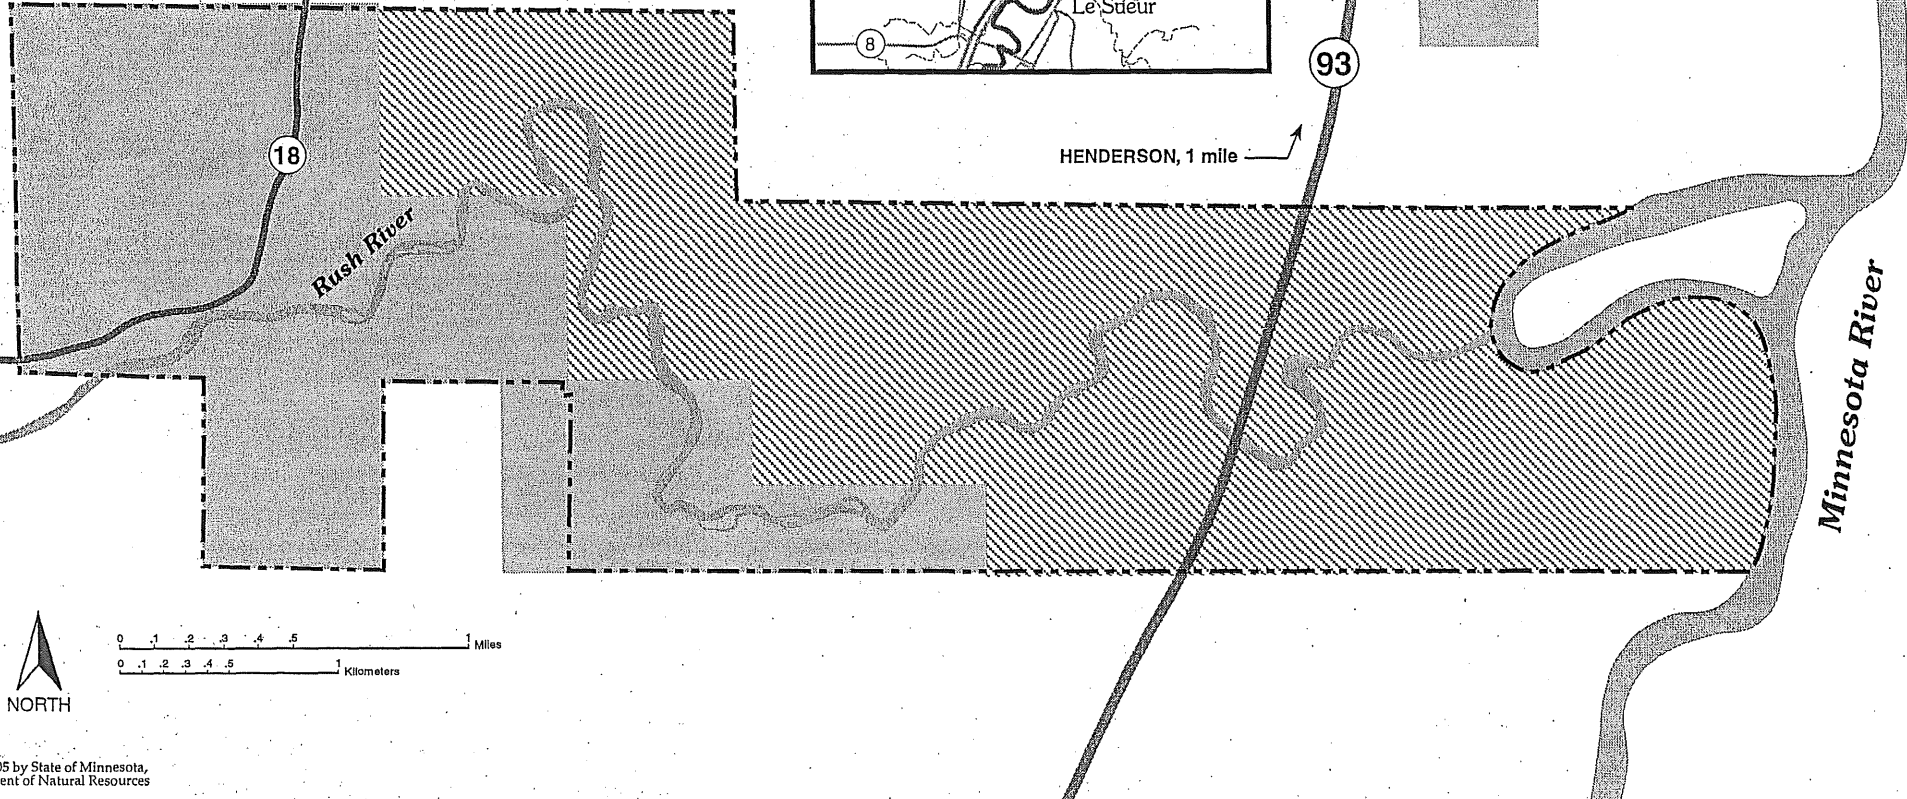 Le Sueur
8
93
HENDERSON, 1 mile
18
Rush River
Minnesota River
0 .1 .2 .3 .4 .5 1 Miles
0 .1 .2 .3 .4 .5 1 Kilometers
NORTH
05 by State of Minnesota,
ent of Natural Resources